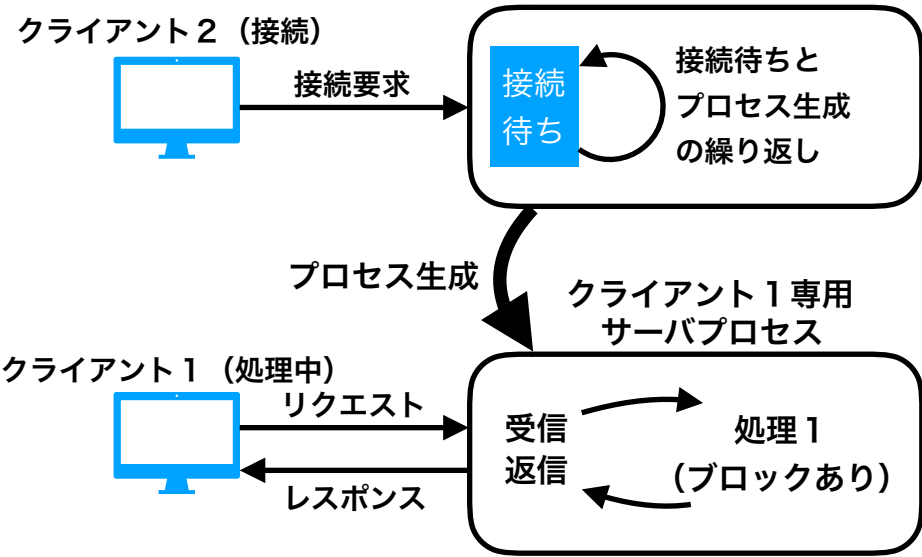 クライアント２（接続）
接続要求
接続
待ち
接続待ちと
プロセス生成
の繰り返し
プロセス生成
クライアント１専用
サーバプロセス
クライアント１（処理中）
リクエスト
レスポンス
受信
返信
処理１
（ブロックあり）